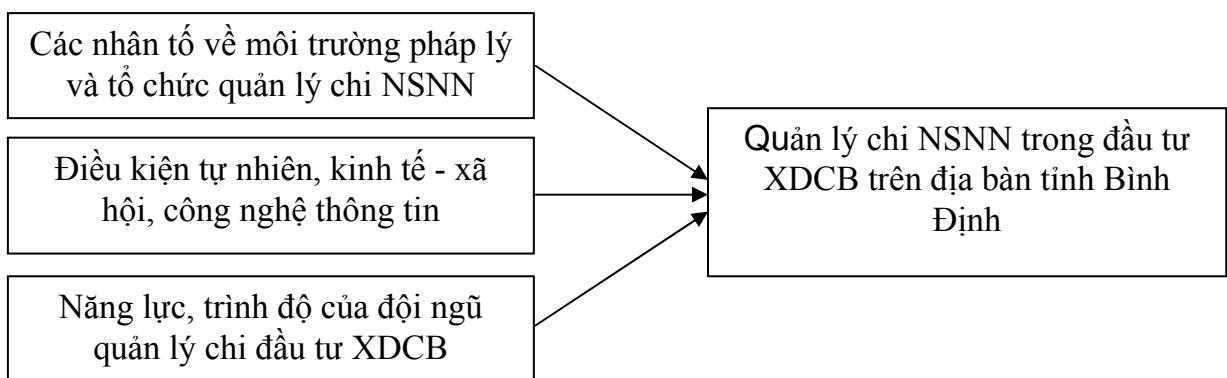 Các nhân tố về môi trường pháp lý
và tổ chức quản lý chi NSNN
Điều kiện tự nhiên, kinh tế - xã
hội, công nghệ thông tin
Năng lực, trình độ của đội ngũ
quản lý chi đầu tư XDCB
Quản lý chi NSNN trong đầu tư
XDCB trên địa bàn tỉnh Bình
Định